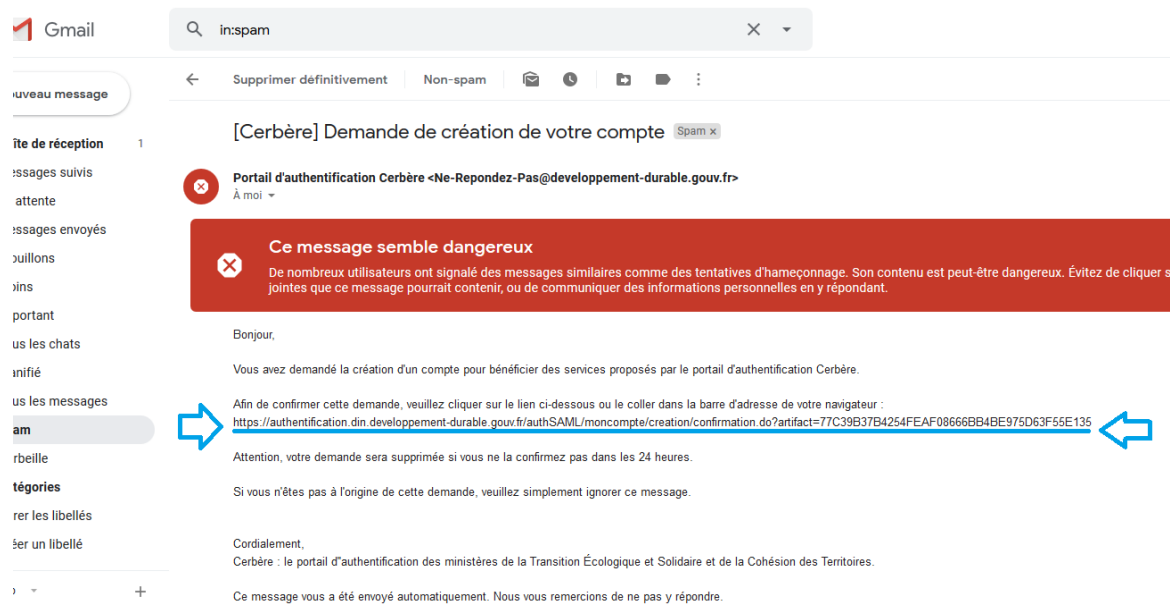 Gmail
in:spam
Supprimer définitivement
Non-spam
uveau message
[Cerbère] Demande de création de votre compte
Spam x
îte de réception 1
Portail d'authentification Cerbère <Ne-Repondez-Pas@developpement-durable.gouv.fr>
À moi
essages suivis
attente
essages envoyés
ouillons
oins
portant
us les chats
anifié
us les messages
am
rbeille
tégories
rer les libellés
éer un libellé
Ce message semble dangereux
De nombreux utilisateurs ont signalé des messages similaires comme des tentatives d'hameçonnage. Son contenu est peut-être dangereux. Évitez de cliquer s
jointes que ce message pourrait contenir, ou de communiquer des informations personnelles en y répondant.
Bonjour,
Vous avez demandé la création d'un compte pour bénéficier des services proposés par le portail d'authentification Cerbère.
Afin de confirmer cette demande, veuillez cliquer sur le lien ci-dessous ou le coller dans la barre d'adresse de votre navigateur :
https://authentification.din.developpement-durable.gouv.fr/authSAML/moncompte/creation/confirmation.do?artifact=77C39B37B4254FEAF08666BB4BE975D63F55E135
Attention, votre demande sera supprimée si vous ne la confirmez pas dans les 24 heures.
Si vous n'êtes pas à l'origine de cette demande, veuillez simplement ignorer ce message.
Cordialement,
Cerbère : le portail d"authentification des ministères de la Transition Écologique et Solidaire et de la Cohésion des Territoires.
Ce message vous a été envoyé automatiquement. Nous vous remercions de ne pas y répondre.